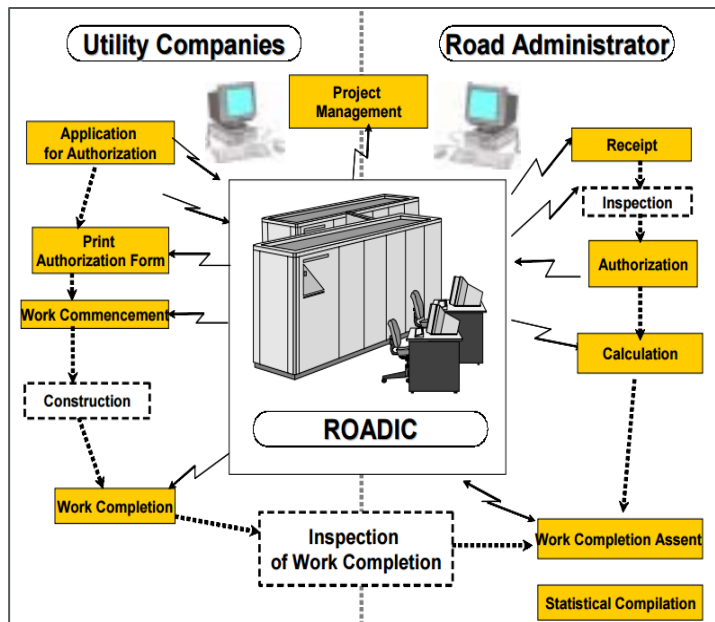 Utility Companies
Road Administrator
Project
Management
Application
for Authorization
Receipt
Inspection
Print
Authorization Form
Authorization
Work Commencement
Calculation
Construction
ROADIC
Work Completion
Inspection
of Work Completion
Work Completion Assent
Statistical Compilation